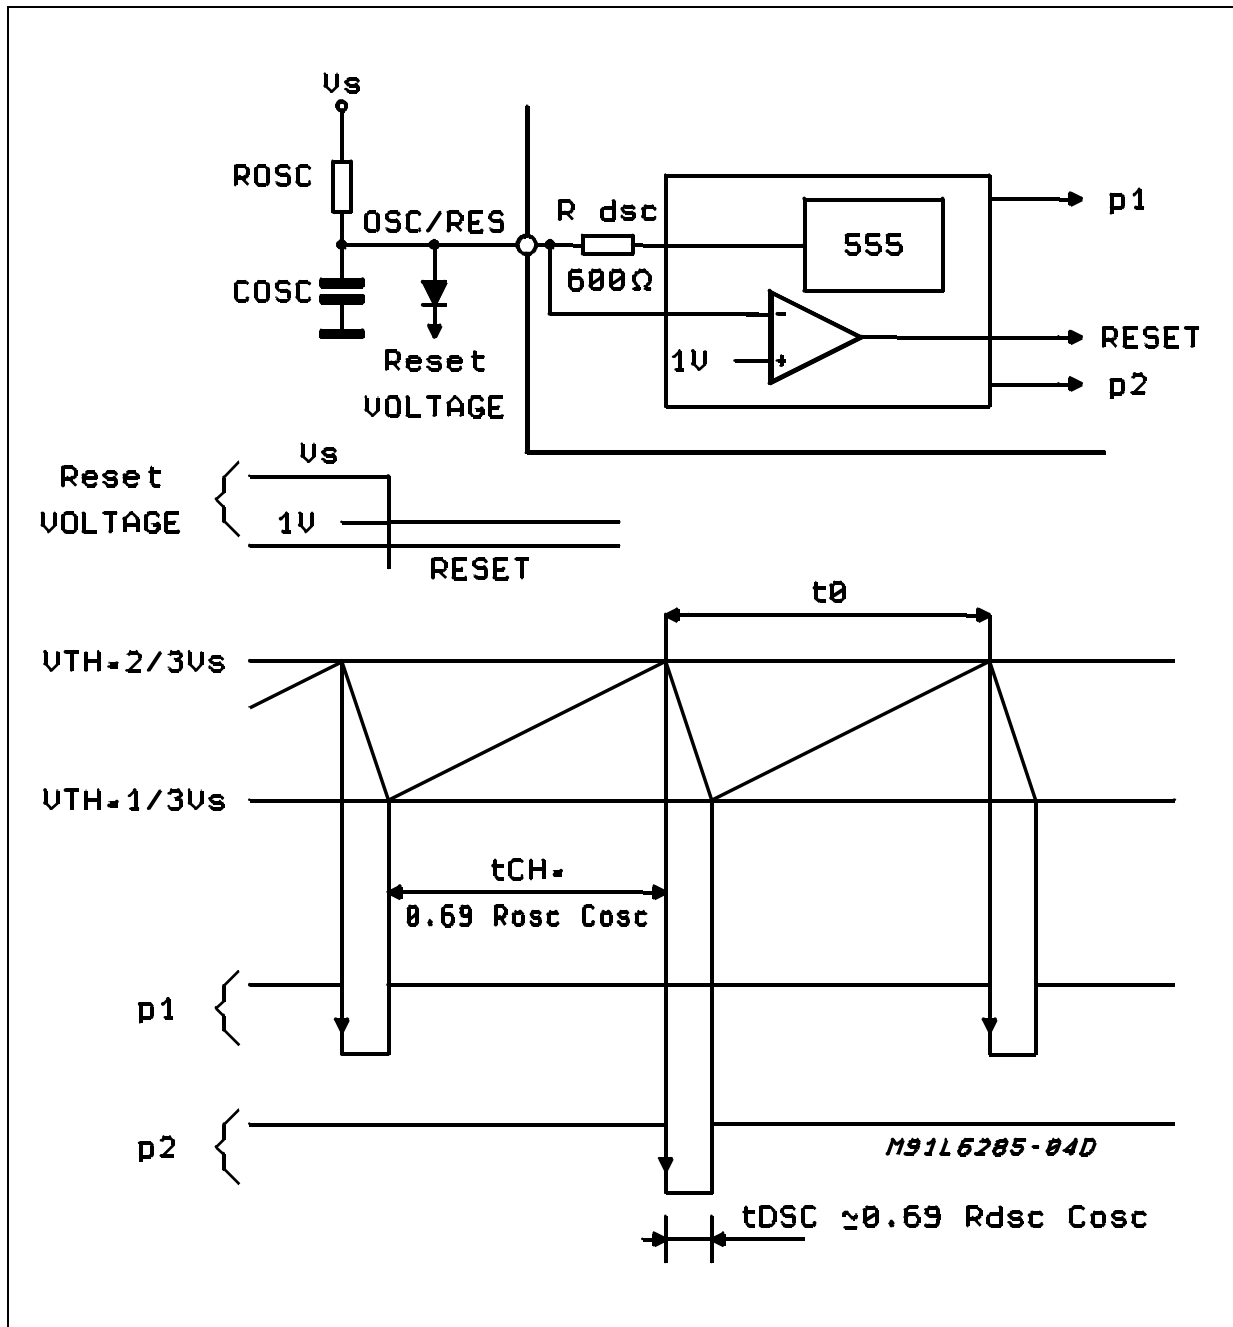 Vs
ROSC
OSC/RES
R dsc
p1
555
COSC
600Ω
-
RESET
1V
+
Reset
VOLTAGE
p2
Vs
Reset
VOLTAGE
1V
RESET
t0
VTH=2/3Vs
VTH=1/3Vs
tCH=
0.69 Rosc Cosc
p1
p2
M91L6285-04D
tDSC ≃0.69 Rdsc Cosc